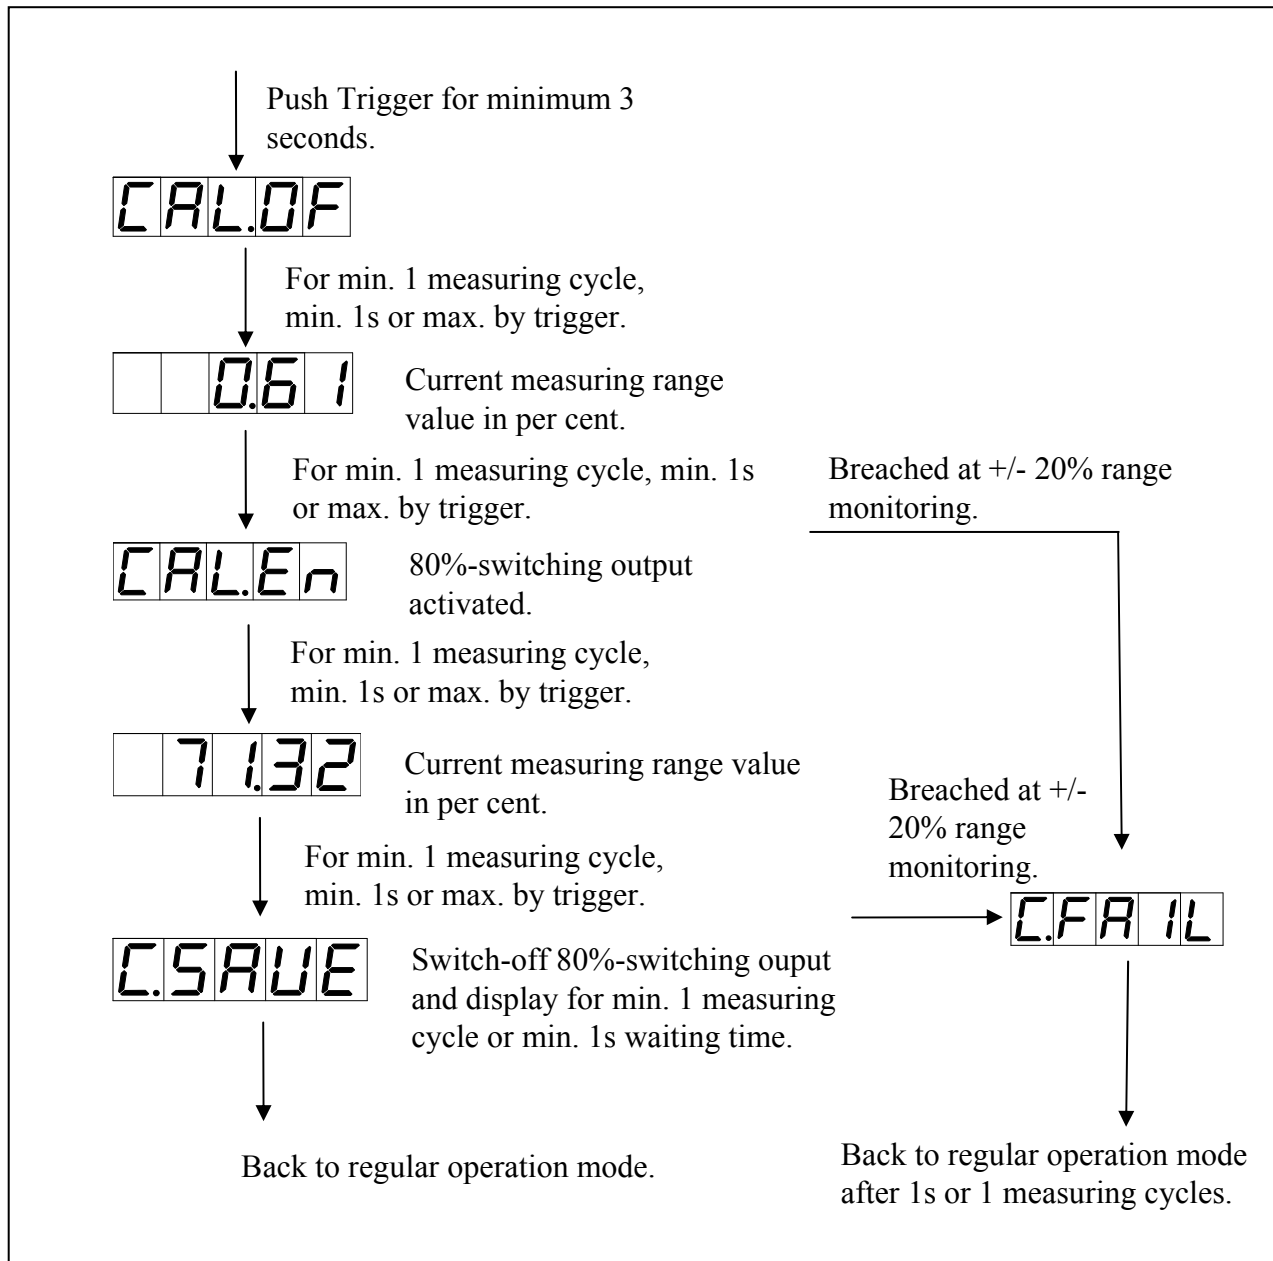 Push Trigger for minimum 3
seconds.
CAL.OF
For min. 1 measuring cycle,
min. 1s or max. by trigger.
0.61
Current measuring range
value in per cent.
For min. 1 measuring cycle, min. 1s
or max. by trigger.
Breached at +/- 20% range
monitoring.
CAL.En
80%-switching output
activated.
For min. 1 measuring cycle,
min. 1s or max. by trigger.
71.32
Current measuring range value
in per cent.
Breached at +/-
20% range
monitoring.
For min. 1 measuring cycle,
min. 1s or max. by trigger.
C.FAIL
C.SAVE
Switch-off 80%-switching ouput
and display for min. 1 measuring
cycle or min. 1s waiting time.
Back to regular operation mode.
Back to regular operation mode
after 1s or 1 measuring cycles.